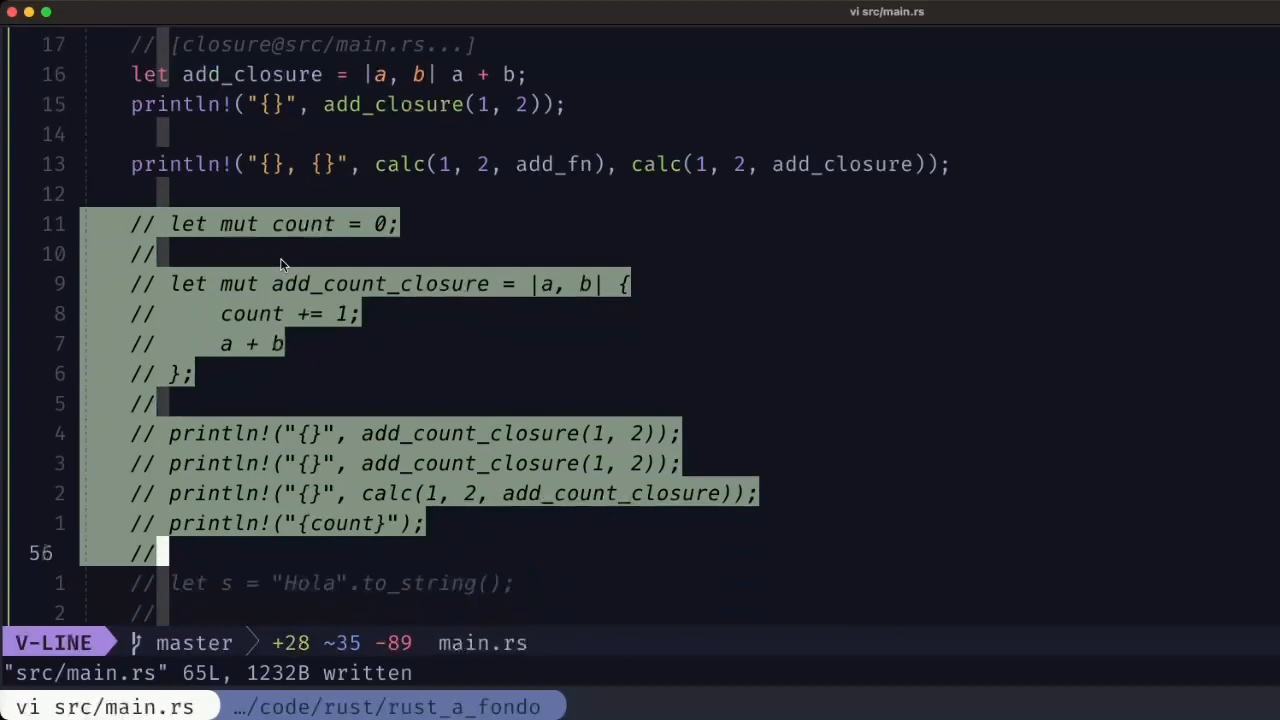 vi src/main.rs
17 // [closure@src/main.rs...]
16 let add_closure = |a, b| a + b;
15 println!("{}", add_closure(1, 2));
14
13 println!("{}, {}", calc(1, 2, add_fn), calc(1, 2, add_closure));
12
11 // let mut count = 0;
10 //
9 // let mut add_count_closure = |a, b| {
8 //     count += 1;
7 //     a + b
6 // };
5 //
4 // println!("{}", add_count_closure(1, 2));
3 // println!("{}", add_count_closure(1, 2));
2 // println!("{}", calc(1, 2, add_count_closure));
1 // println!("{count}");
56 //
1 // let s = "Hola".to_string();
2 //
V-LINE master +28 ~35 -89 main.rs
"src/main.rs" 65L, 1232B written
vi src/main.rs …/code/rust/rust_a_fondo